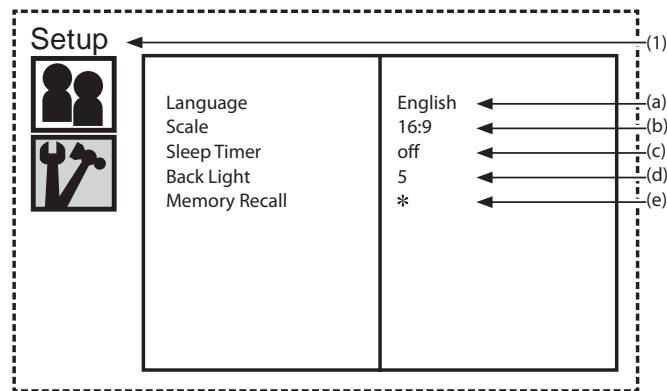 Setup (1)
Language English (a)
Scale 16:9 (b)
Sleep Timer off (c)
Back Light 5 (d)
Memory Recall * (e)